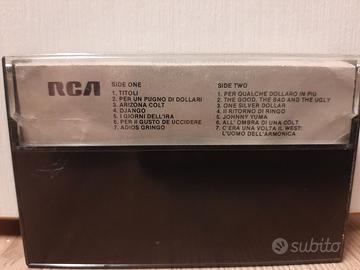 RCA
SIDE ONE
1. TITOLI
2. PER UN PUGNO DI DOLLARI
3. ARIZONA COLT
4. DJANGO
5. I GIORNI DELL'IRA
6. PER IL GUSTO DE UCCIDERE
7. ADIOS GRINGO
SIDE TWO
1. PER QUALCHE DOLLARO IN PIÙ
2. THE GOOD, THE BAD AND THE UGLY
3. ONE SILVER DOLLAR
4. IL RITORNO DI RINGO
5. JOHNNY YUMA
6. ALL' OMBRA DI UNA COLT
7. C'ERA UNA VOLTA IL WEST:
L'UOMO DELL'ARMONICA
subito